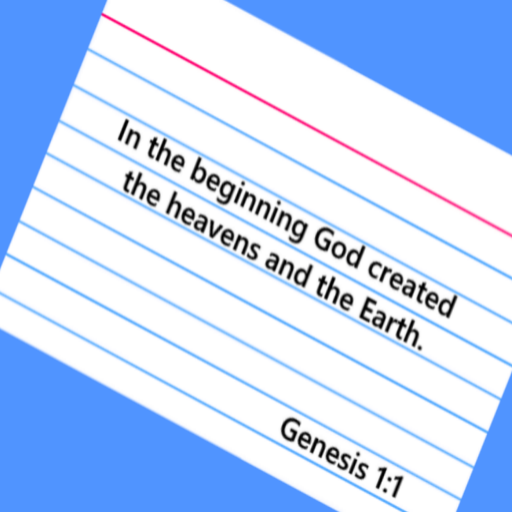 In the beginning God created
the heavens and the Earth.
Genesis 1:1